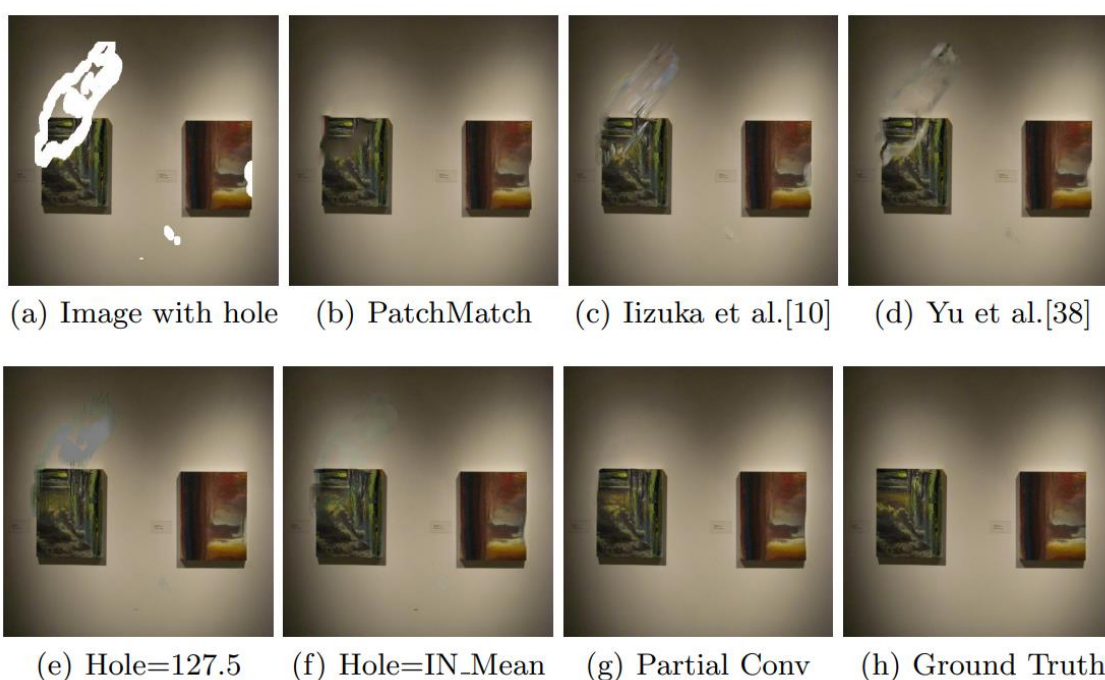 (a) Image with hole
(b) PatchMatch
(c) Iizuka et al.[10]
(d) Yu et al.[38]
(e) Hole=127.5
(f) Hole=IN_Mean
(g) Partial Conv
(h) Ground Truth